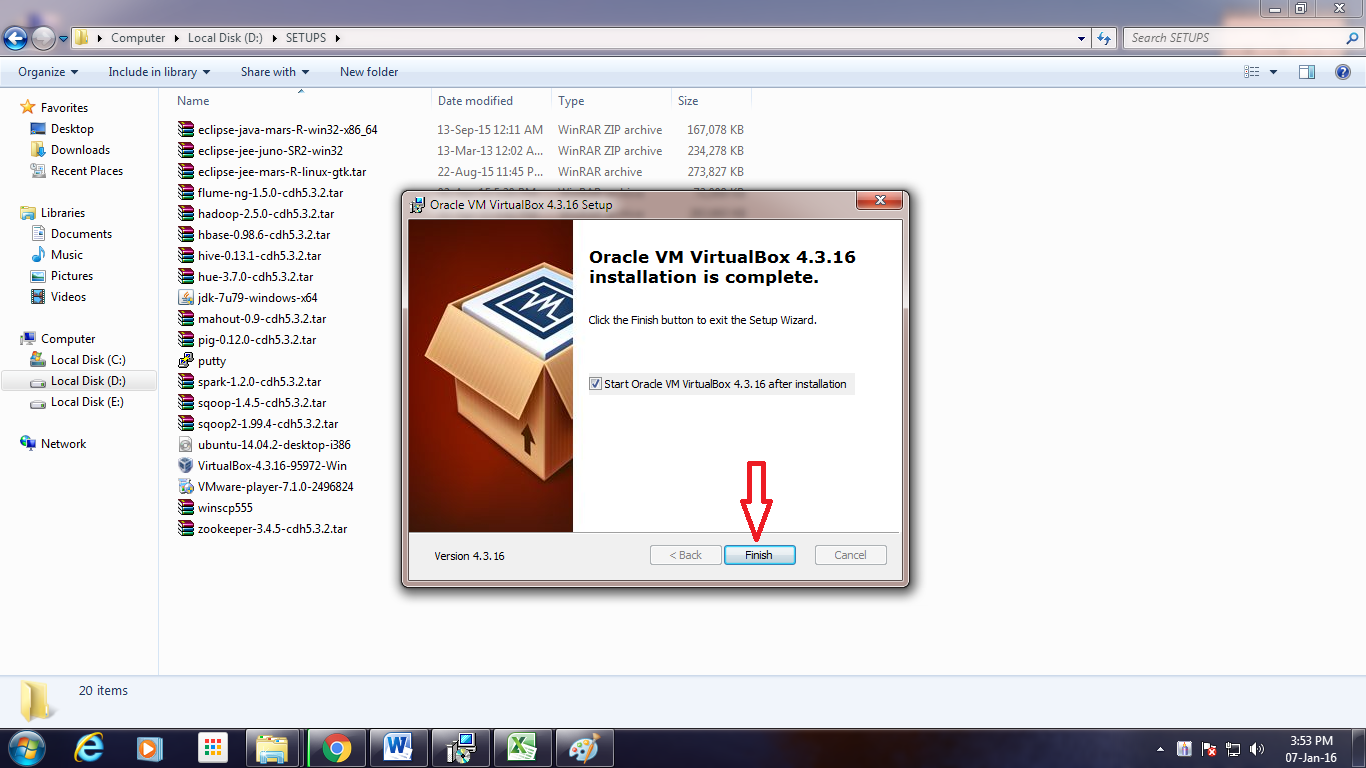 Computer Local Disk (D:) SETUPS
Search SETUPS
Organize Include in library Share with New folder
Favorites
Desktop
Downloads
Recent Places
Libraries
Documents
Music
Pictures
Videos
Computer
Local Disk (C:)
Local Disk (D:)
Local Disk (E:)
Network
Name Date modified Type Size
eclipse-java-mars-R-win32-x86_64 13-Sep-15 12:11 AM WinRAR ZIP archive 167,078 KB
eclipse-jee-juno-SR2-win32 13-Mar-13 12:02 A... WinRAR ZIP archive 234,278 KB
eclipse-jee-mars-R-linux-gtk.tar 22-Aug-15 11:45 P... WinRAR archive 273,827 KB
flume-ng-1.5.0-cdh5.3.2.tar
hadoop-2.5.0-cdh5.3.2.tar
hbase-0.98.6-cdh5.3.2.tar
hive-0.13.1-cdh5.3.2.tar
hue-3.7.0-cdh5.3.2.tar
jdk-7u79-windows-x64
mahout-0.9-cdh5.3.2.tar
pig-0.12.0-cdh5.3.2.tar
putty
spark-1.2.0-cdh5.3.2.tar
sqoop-1.4.5-cdh5.3.2.tar
sqoop2-1.99.4-cdh5.3.2.tar
ubuntu-14.04.2-desktop-i386
VirtualBox-4.3.16-95972-Win
VMware-player-7.1.0-2496824
winscp555
zookeeper-3.4.5-cdh5.3.2.tar
Oracle VM VirtualBox 4.3.16 Setup
Oracle VM VirtualBox 4.3.16
installation is complete.
Click the Finish button to exit the Setup Wizard.
Start Oracle VM VirtualBox 4.3.16 after installation
Version 4.3.16
< Back Finish Cancel
20 items
3:53 PM
07-Jan-16